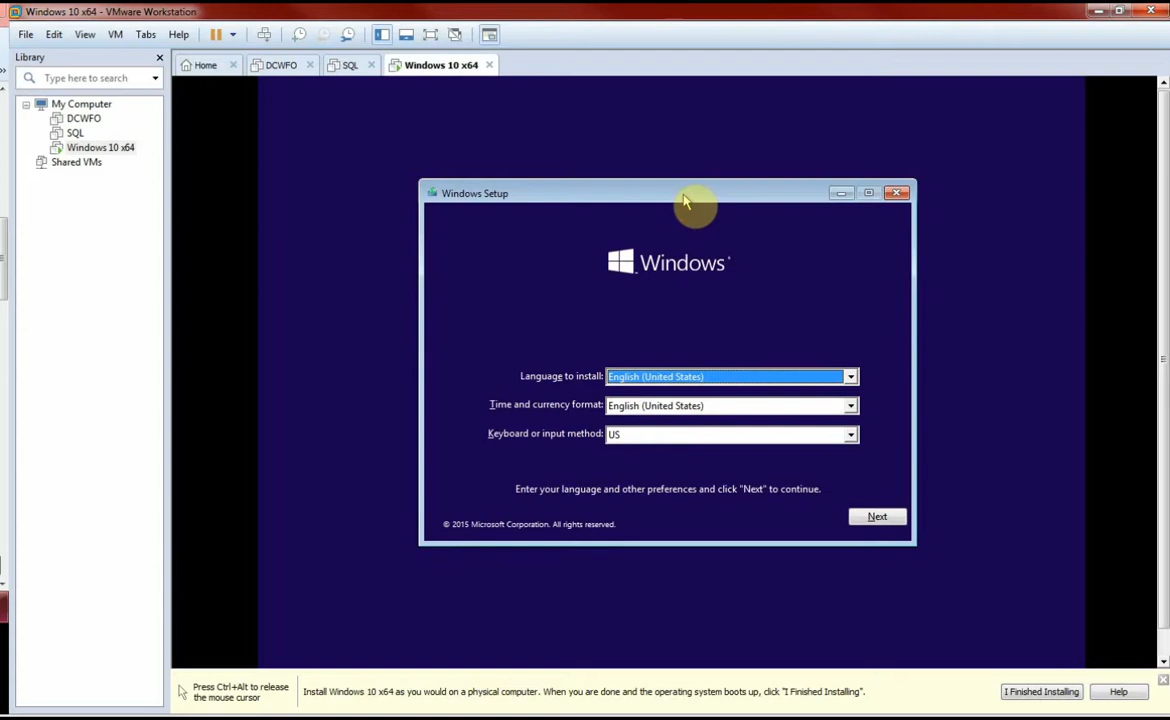 Windows 10 x64 - VMware Workstation
File Edit View VM Tabs Help
Library
Type here to search
My Computer
DCWFO
SQL
Windows 10 x64
Shared VMs
Home
DCWFO
SQL
Windows 10 x64
Windows Setup
Windows
Language to install: English (United States)
Time and currency format: English (United States)
Keyboard or input method: US
Enter your language and other preferences and click "Next" to continue.
Next
© 2015 Microsoft Corporation. All rights reserved.
Press Ctrl+Alt to release
the mouse cursor
Install Windows 10 x64 as you would on a physical computer. When you are done and the operating system boots up, click "I Finished Installing".
I Finished Installing
Help